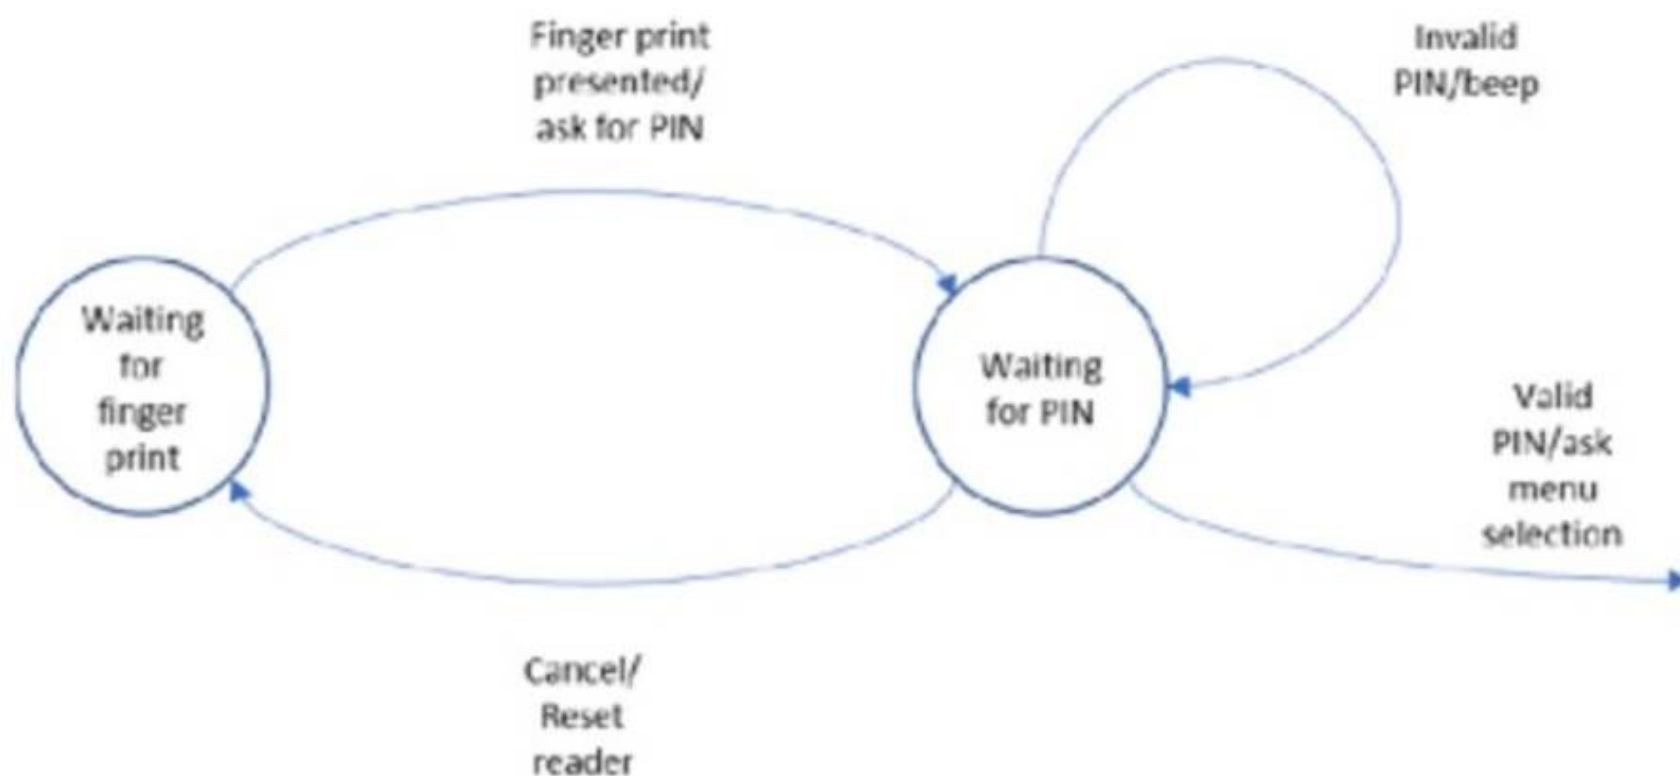 Finger print
presented/
ask for PIN
Invalid
PIN/beep
Waiting
for
finger
print
Waiting
for PIN
Valid
PIN/ask
menu
selection
Cancel/
Reset
reader